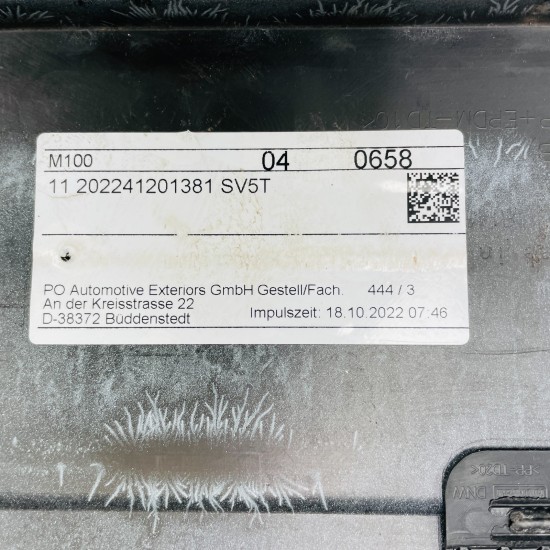 M100 04 0658
11 202241201381 SV5T
PO Automotive Exteriors GmbH Gestell/Fach. 444 / 3
An der Kreisstrasse 22
D-38372 Büddenstedt Impulszeit: 18.10.2022 07:46